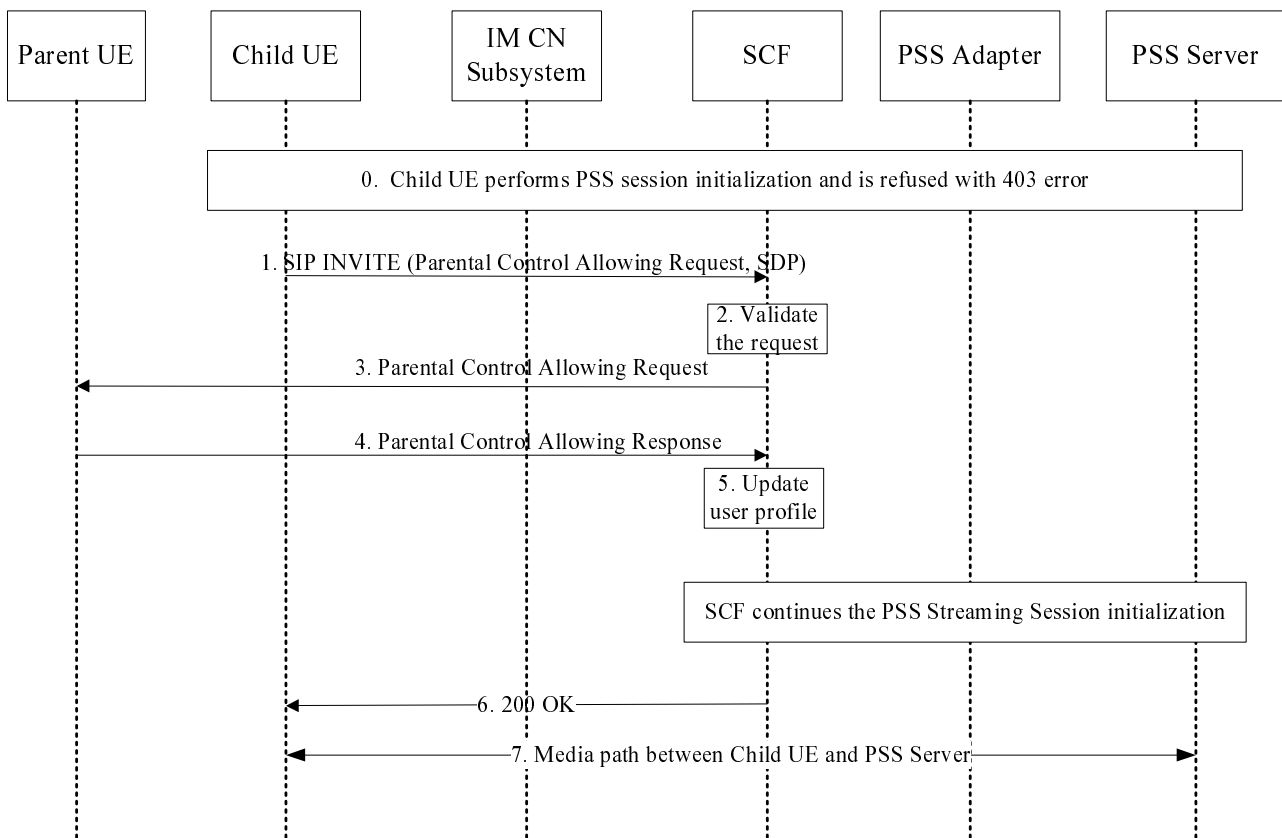 Parent UE
Child UE
IM CN
Subsystem
SCF
PSS Adapter
PSS Server
0. Child UE performs PSS session initialization and is refused with 403 error
1. SIP INVITE (Parental Control Allowing Request, SDP)
2. Validate
the request
3. Parental Control Allowing Request
4. Parental Control Allowing Response
5. Update
user profile
SCF continues the PSS Streaming Session initialization
6. 200 OK
7. Media path between Child UE and PSS Server